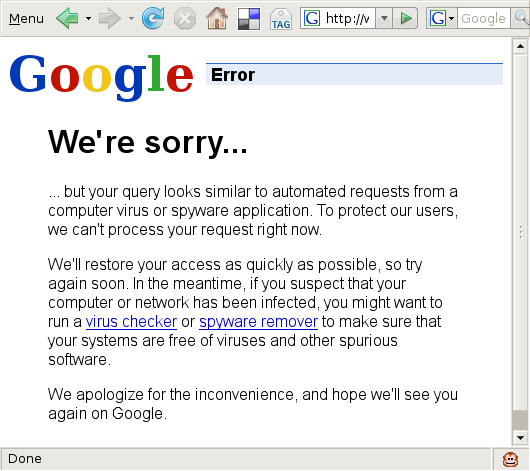 Menu
TAG
G http://v
G Google
Google
Error
We're sorry...
... but your query looks similar to automated requests from a
computer virus or spyware application. To protect our users,
we can't process your request right now.
We'll restore your access as quickly as possible, so try
again soon. In the meantime, if you suspect that your
computer or network has been infected, you might want to
run a virus checker or spyware remover to make sure that
your systems are free of viruses and other spurious
software.
We apologize for the inconvenience, and hope we'll see you
again on Google.
Done